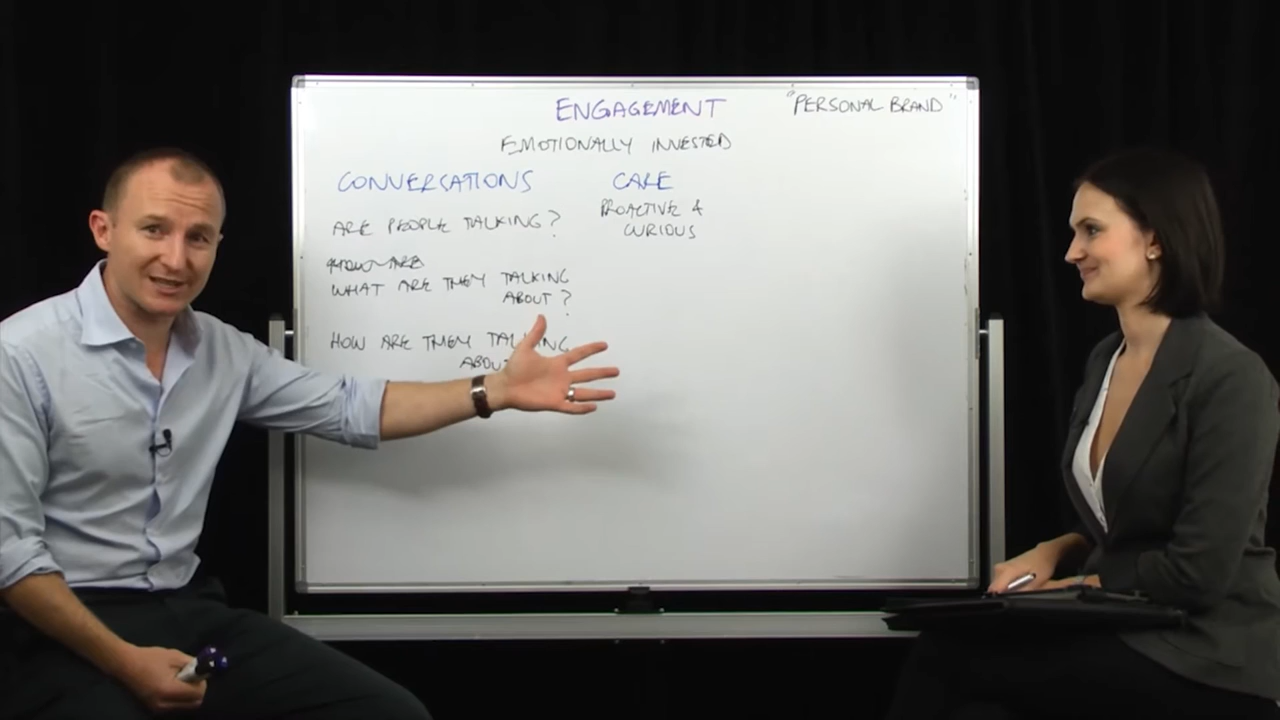 ENGAGEMENT
"PERSONAL BRAND"
EMOTIONALLY INVESTED
CONVERSATIONS
ARE PEOPLE TALKING?
WHAT ARE THEY TALKING
ABOUT?
HOW ARE THEY TALKING
CARE
PROACTIVE &
CURIOUS